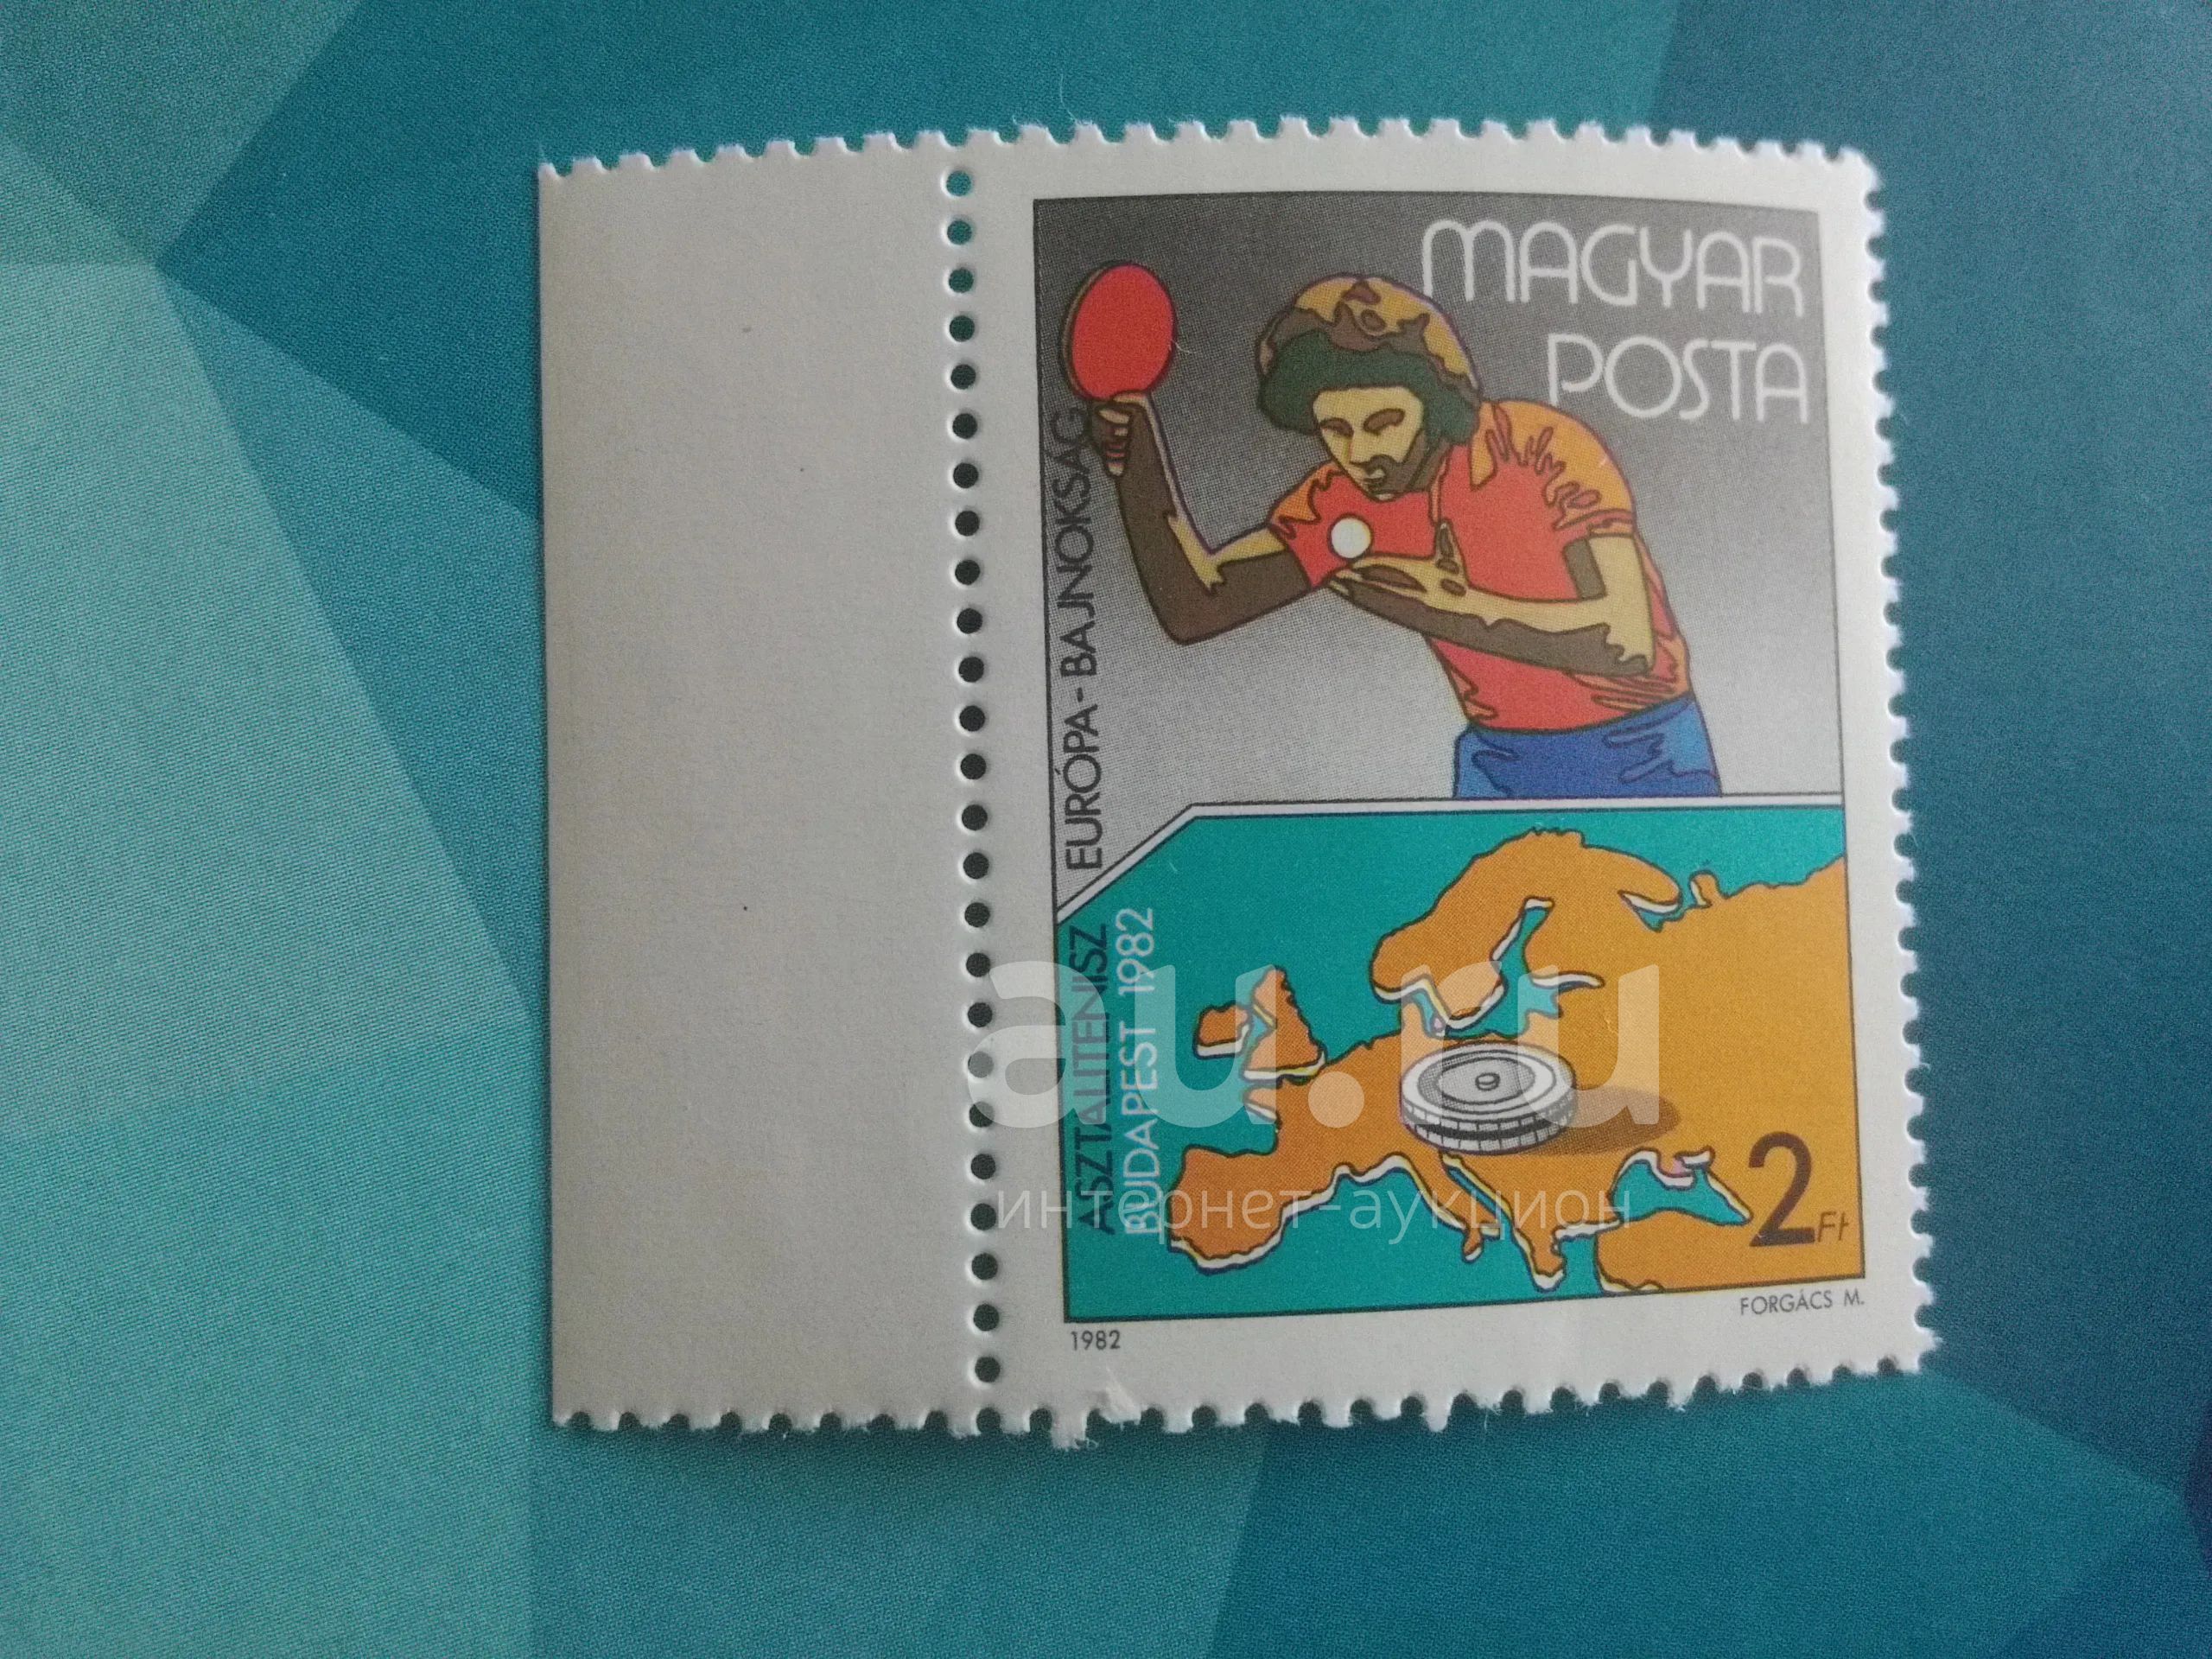 MAGYAR
POSTA
ASZTALITENISZ EURÓPA-BAJNOKSÁG
BUDAPEST 1982
2 Ft
1982
FORGÁCS M.
au.ru
интернет-аукцион